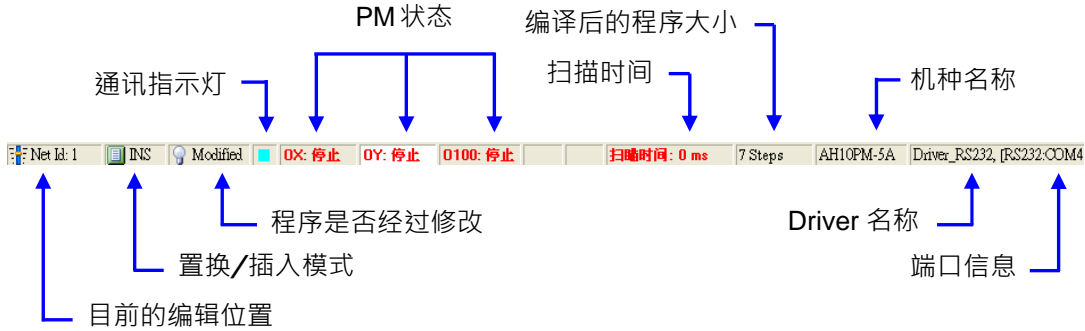 PM 状态
编译后的程序大小
通讯指示灯
扫描时间
机种名称
Net Id: 1 INS Modified OX: 停止 OY: 停止 O100: 停止 扫瞄时间: 0 ms 7 Steps AH10PM-5A Driver_RS232, [RS232:COM4
程序是否经过修改
Driver 名称
置换/插入模式
端口信息
目前的编辑位置